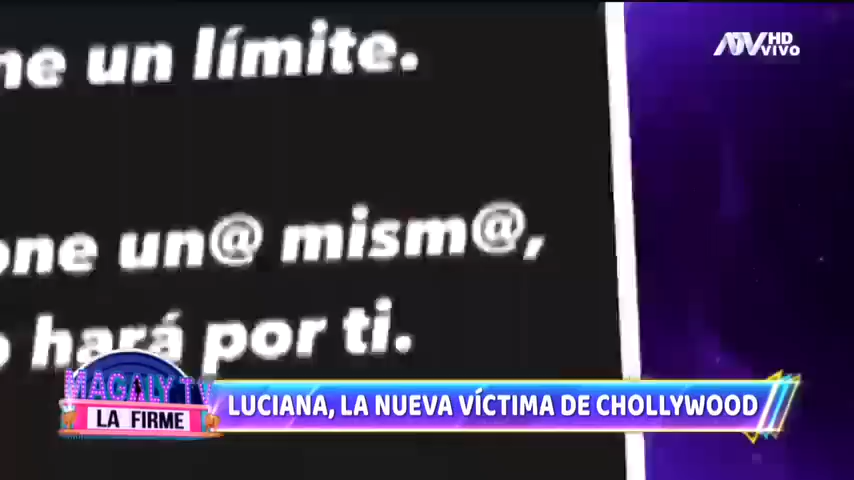 ne un límite.
ATV HD
VIVO
one un@ mism@,
o hará por ti.
MAGALY TV
LA FIRME
LUCIANA, LA NUEVA VÍCTIMA DE CHOLLYWOOD